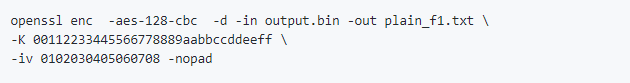 openssl enc  -aes-128-cbc  -d -in output.bin -out plain_f1.txt \
-K 00112233445566778889aabbccddeeff \
-iv 0102030405060708 -nopad